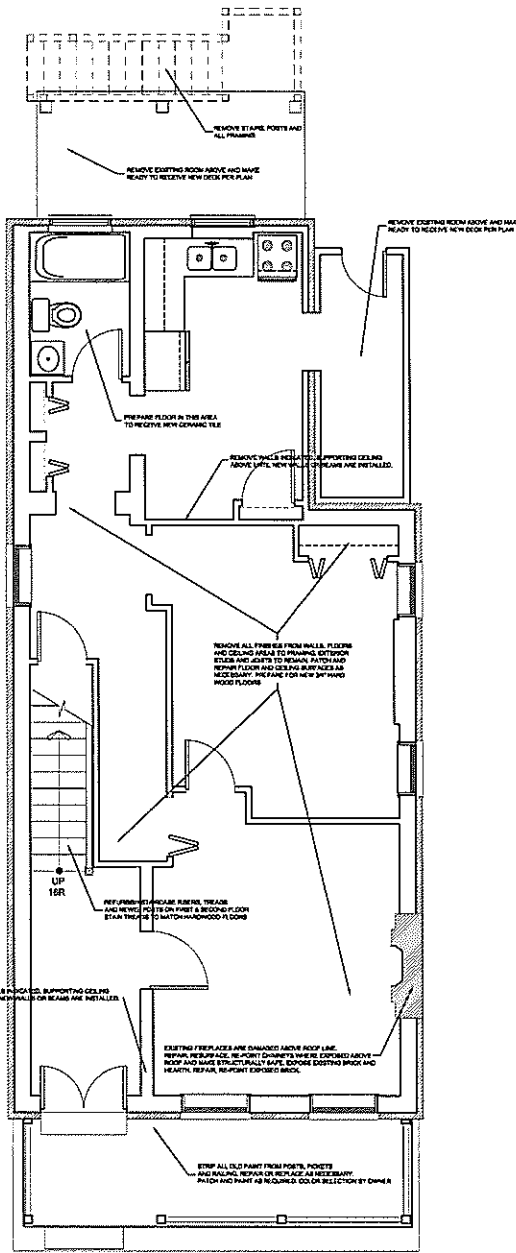 REMOVE STAIRS, POSTS AND
ALL FRAMING
REMOVE EXISTING ROOM ABOVE AND MAKE
READY TO RECEIVE NEW DECK PER PLAN
REMOVE EXISTING ROOM ABOVE AND MAK
READY TO RECEIVE NEW DECK PER PLAN
PREPARE FLOOR IN THIS AREA
TO RECEIVE NEW CERAMIC TILE
REMOVE WALLS INDICATED, SUPPORTING CEILING
ABOVE UNTIL NEW WALLS OR BEAMS ARE INSTALLED.
REMOVE ALL FINISHES FROM WALLS, FLOORS
AND CEILING AREAS TO FRAMING. EXTERIOR
STUDS AND JOISTS TO REMAIN. PATCH AND
REPAIR FLOOR AND CEILING SURFACES AS
NECESSARY. PREPARE FOR NEW 3/4" HARD
WOOD FLOORS
UP
16R
REFURBISH STAIRCASE RISERS, TREADS
AND NEWEL POSTS ON FIRST & SECOND FLOOR
STAIN TREADS TO MATCH HARDWOOD FLOORS
S INDICATED, SUPPORTING CEILING
NEW WALLS OR BEAMS ARE INSTALLED.
EXISTING FIREPLACES ARE DAMAGED ABOVE ROOF LINE.
REPAIR, RESURFACE, RE-POINT CHIMNEYS WHERE EXPOSED ABOVE
ROOF AND MAKE STRUCTURALLY SAFE. EXPOSE EXISTING BRICK AND
HEARTH. REPAIR, RE-POINT EXPOSED BRICK.
STRIP ALL OLD PAINT FROM POSTS, PICKETS
AND RAILING. REPAIR OR REPLACE AS NECESSARY.
PATCH AND PAINT AS REQUIRED. COLOR SELECTION BY OWNER